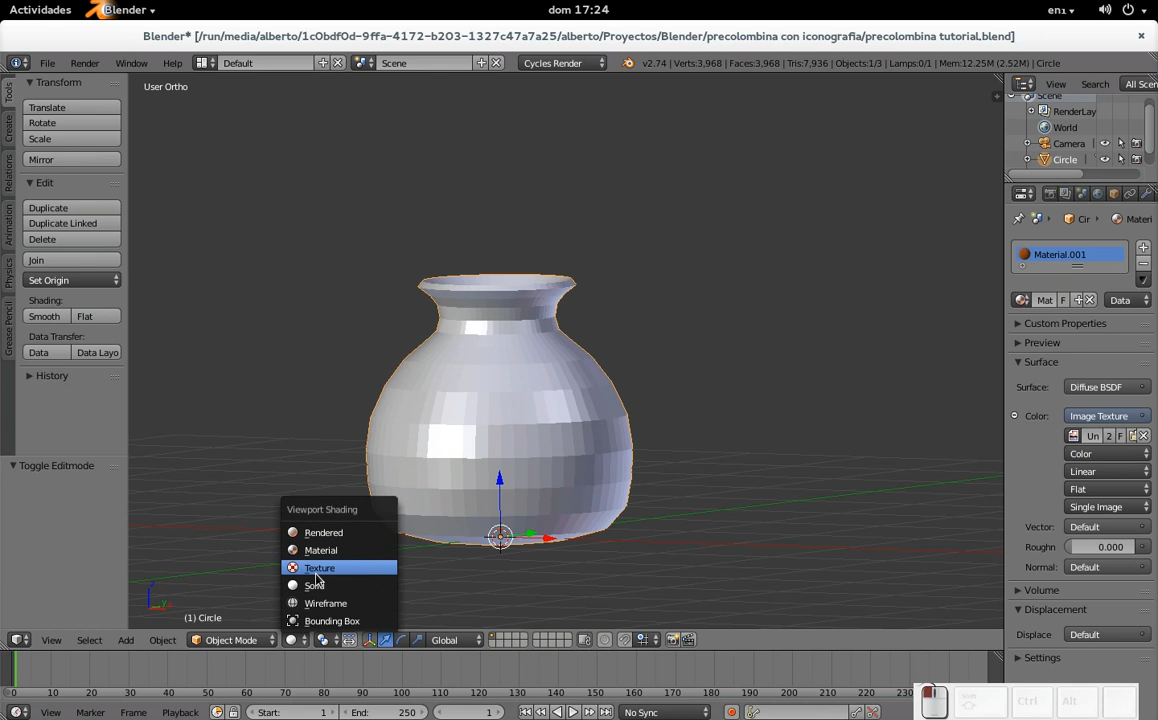 Actividades Blender dom 17:24 en1
Blender* [/run/media/alberto/1c0bdf0d-9ffa-4172-b203-1327c47a7a25/alberto/Proyectos/Blender/precolombina con iconografia/precolombina tutorial.blend]
File Render Window Help Default Scene Cycles Render v2.74 | Verts:3,968 | Faces:3,968 | Tris:7,936 | Objects:1/3 | Lamps:0/1 | Mem:12.25M (2.52M) | Circle
User Ortho
View Search All Scen
Scene
RenderLay
World
Camera
Circle
Tools
Create
Relations
Animation
Physics
Grease Pencil
Transform
Translate
Rotate
Scale
Mirror
Edit
Duplicate
Duplicate Linked
Delete
Join
Set Origin
Shading:
Smooth Flat
Data Transfer:
Data Data Layo
History
Toggle Editmode
Viewport Shading
Rendered
Material
Texture
Solid
Wireframe
Bounding Box
(1) Circle
Cir Materi
Material.001
Mat F Data
Custom Properties
Preview
Surface
Surface: Diffuse BSDF
Color: Image Texture
Un 2 F
Color
Linear
Flat
Single Image
Vector: Default
Roughn 0.000
Normal: Default
Volume
Displacement
Displace Default
Settings
View Select Add Object Object Mode Global
0 10 20 30 40 50 60 70 80 90 100 110 120 130 140 150 160 170 180 190 200 210 220 230
View Marker Frame Playback Start: 1 End: 250 1 No Sync
Ctrl Alt